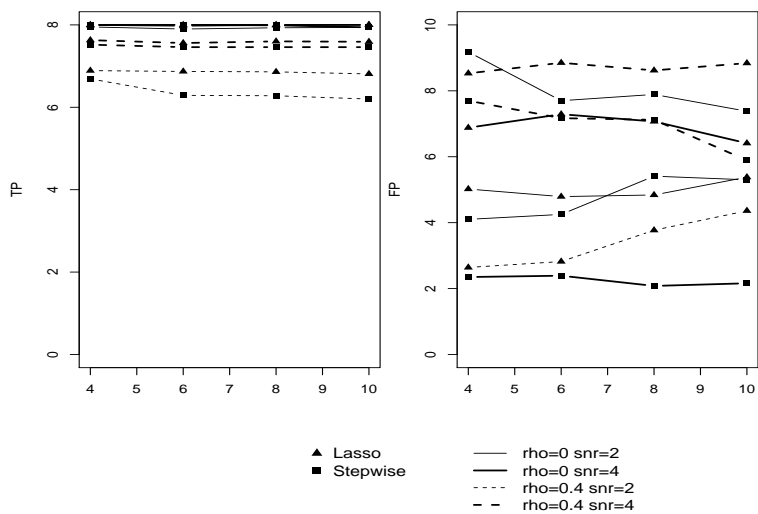 TP
8
6
4
2
0
4 5 6 7 8 9 10
FP
10
8
6
4
2
0
4 5 6 7 8 9 10
Lasso
Stepwise
rho=0 snr=2
rho=0 snr=4
rho=0.4 snr=2
rho=0.4 snr=4